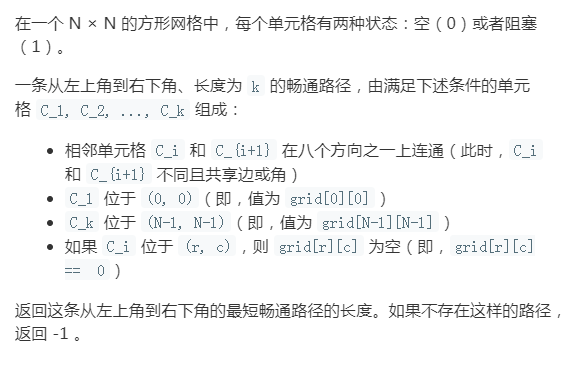 在一个 N × N 的方形网格中，每个单元格有两种状态：空（0）或者阻塞
（1）。
一条从左上角到右下角、长度为 k 的畅通路径，由满足下述条件的单元
格 C_1, C_2, ..., C_k 组成：
• 相邻单元格 C_i 和 C_{i+1} 在八个方向之一上连通（此时，C_i
和 C_{i+1} 不同且共享边或角）
• C_1 位于 (0, 0)（即，值为 grid[0][0]）
• C_k 位于 (N-1, N-1)（即，值为 grid[N-1][N-1]）
• 如果 C_i 位于 (r, c)，则 grid[r][c] 为空（即，grid[r][c]
== 0）
返回这条从左上角到右下角的最短畅通路径的长度。如果不存在这样的路径，
返回 -1 。